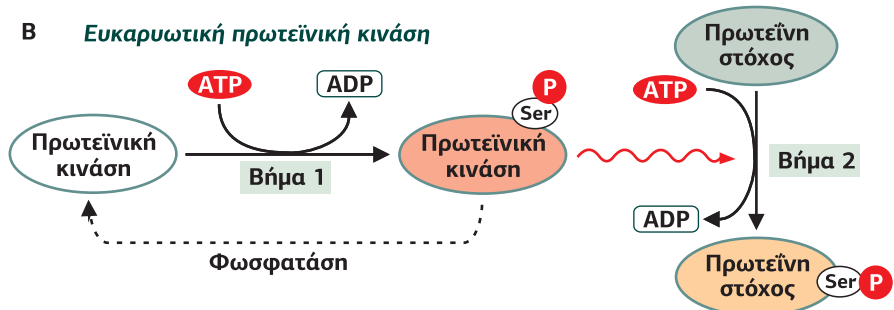 B Ευκαρυωτική πρωτεϊνική κινάση
ATP
ADP
Πρωτεϊνική
κινάση
Βήμα 1
P
Ser
Πρωτεϊνική
κινάση
Φωσφατάση
Πρωτεΐνη
στόχος
ATP
Βήμα 2
ADP
Πρωτεΐνη
στόχος
Ser
P